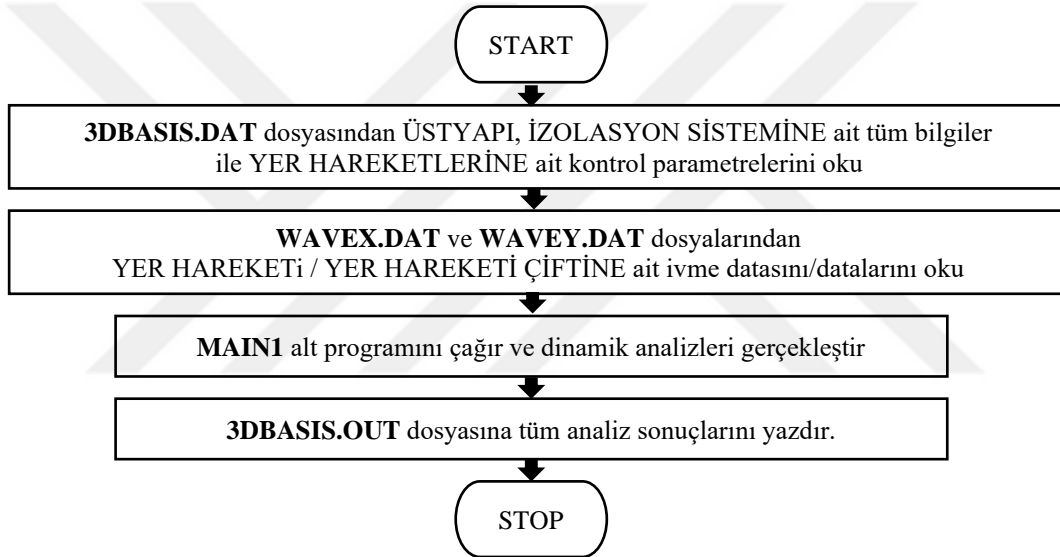 START
3DBASIS.DAT dosyasından ÜSTYAPI, İZOLASYON SİSTEMİNE ait tüm bilgiler
ile YER HAREKETLERİNE ait kontrol parametrelerini oku
WAVEX.DAT ve WAVEY.DAT dosyalarından
YER HAREKETi / YER HAREKETİ ÇİFTİNE ait ivme datasını/datalarını oku
MAIN1 alt programını çağır ve dinamik analizleri gerçekleştir
3DBASIS.OUT dosyasına tüm analiz sonuçlarını yazdır.
STOP